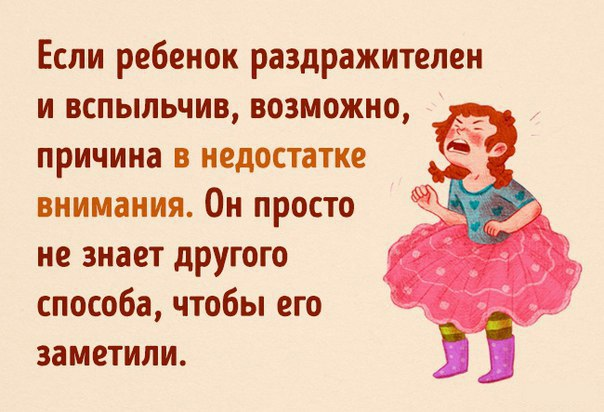 Если ребенок раздражителен
и вспыльчив, возможно,
причина в недостатке
внимания. Он просто
не знает другого
способа, чтобы его
заметили.